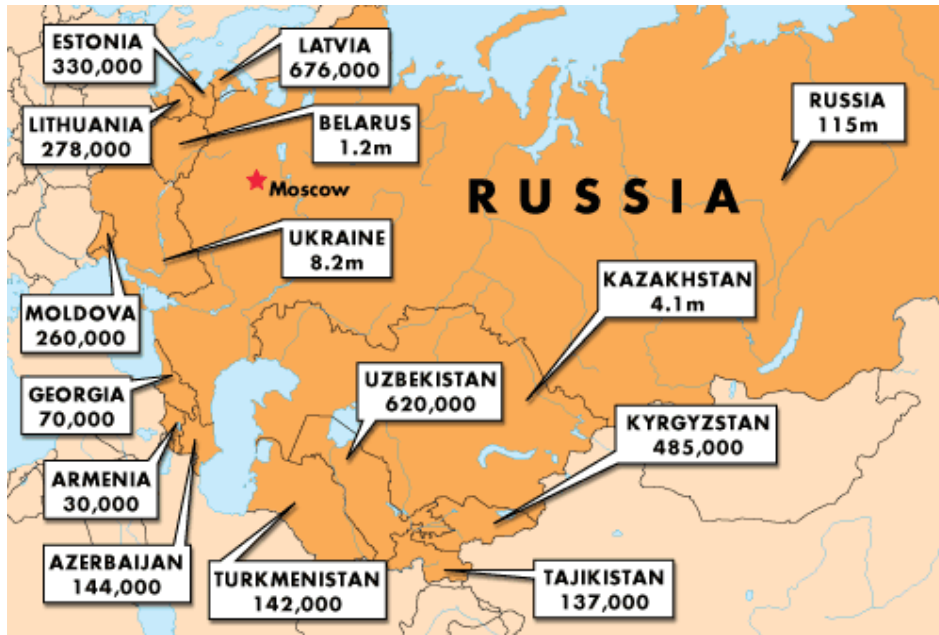 ESTONIA
330,000
LATVIA
676,000
LITHUANIA
278,000
BELARUS
1.2m
RUSSIA
115m
Moscow
RUSSIA
UKRAINE
8.2m
KAZAKHSTAN
4.1m
MOLDOVA
260,000
GEORGIA
70,000
UZBEKISTAN
620,000
KYRGYZSTAN
485,000
ARMENIA
30,000
AZERBAIJAN
144,000
TURKMENISTAN
142,000
TAJIKISTAN
137,000